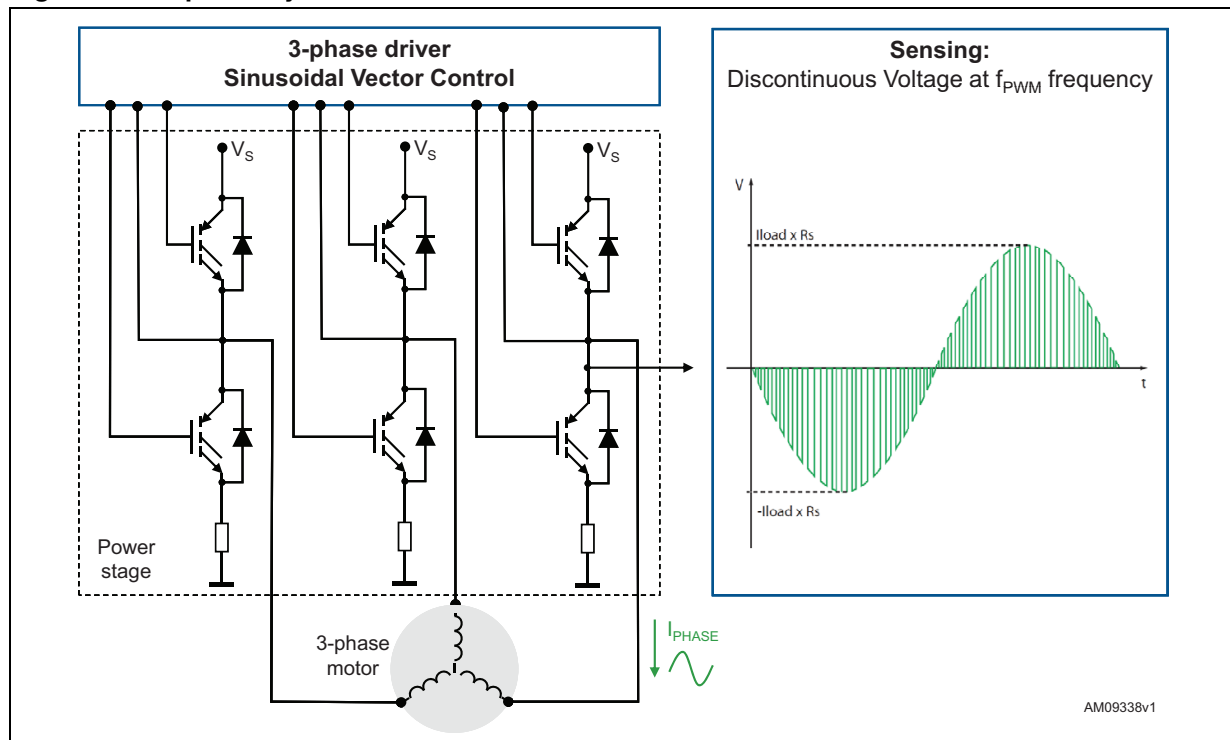 3-phase driver
Sinusoidal Vector Control
Sensing:
Discontinuous Voltage at fPWM frequency
VS
VS
VS
V
Iload x Rs
t
-Iload x Rs
Power
stage
3-phase
motor
IPHASE
AM09338v1